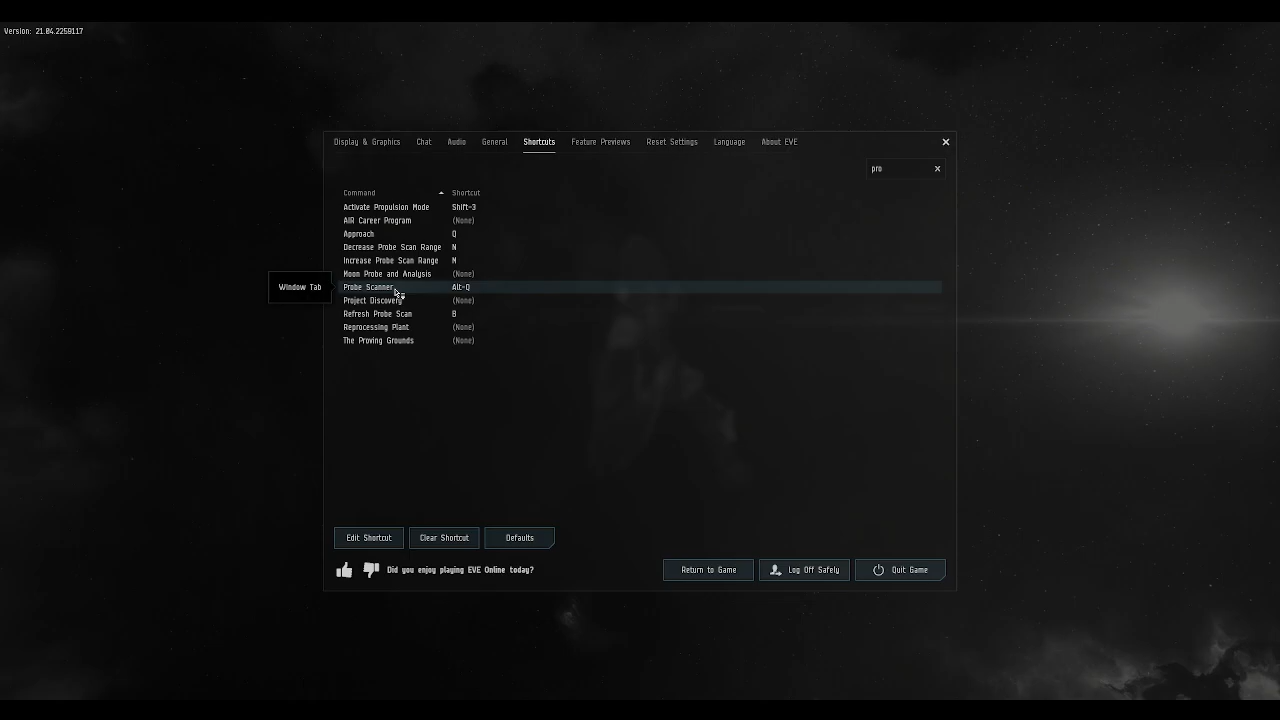 Version: 21.04.2259117
Display & Graphics Chat Audio General Shortcuts Feature Previews Reset Settings Language About EVE
pro
Command Shortcut
Activate Propulsion Mode Shift-3
AIR Career Program (None)
Approach Q
Decrease Probe Scan Range N
Increase Probe Scan Range M
Moon Probe and Analysis (None)
Window Tab
Probe Scanner Alt-Q
Project Discovery (None)
Refresh Probe Scan B
Reprocessing Plant (None)
The Proving Grounds (None)
Edit Shortcut Clear Shortcut Defaults
Did you enjoy playing EVE Online today? Return to Game Log Off Safely Quit Game